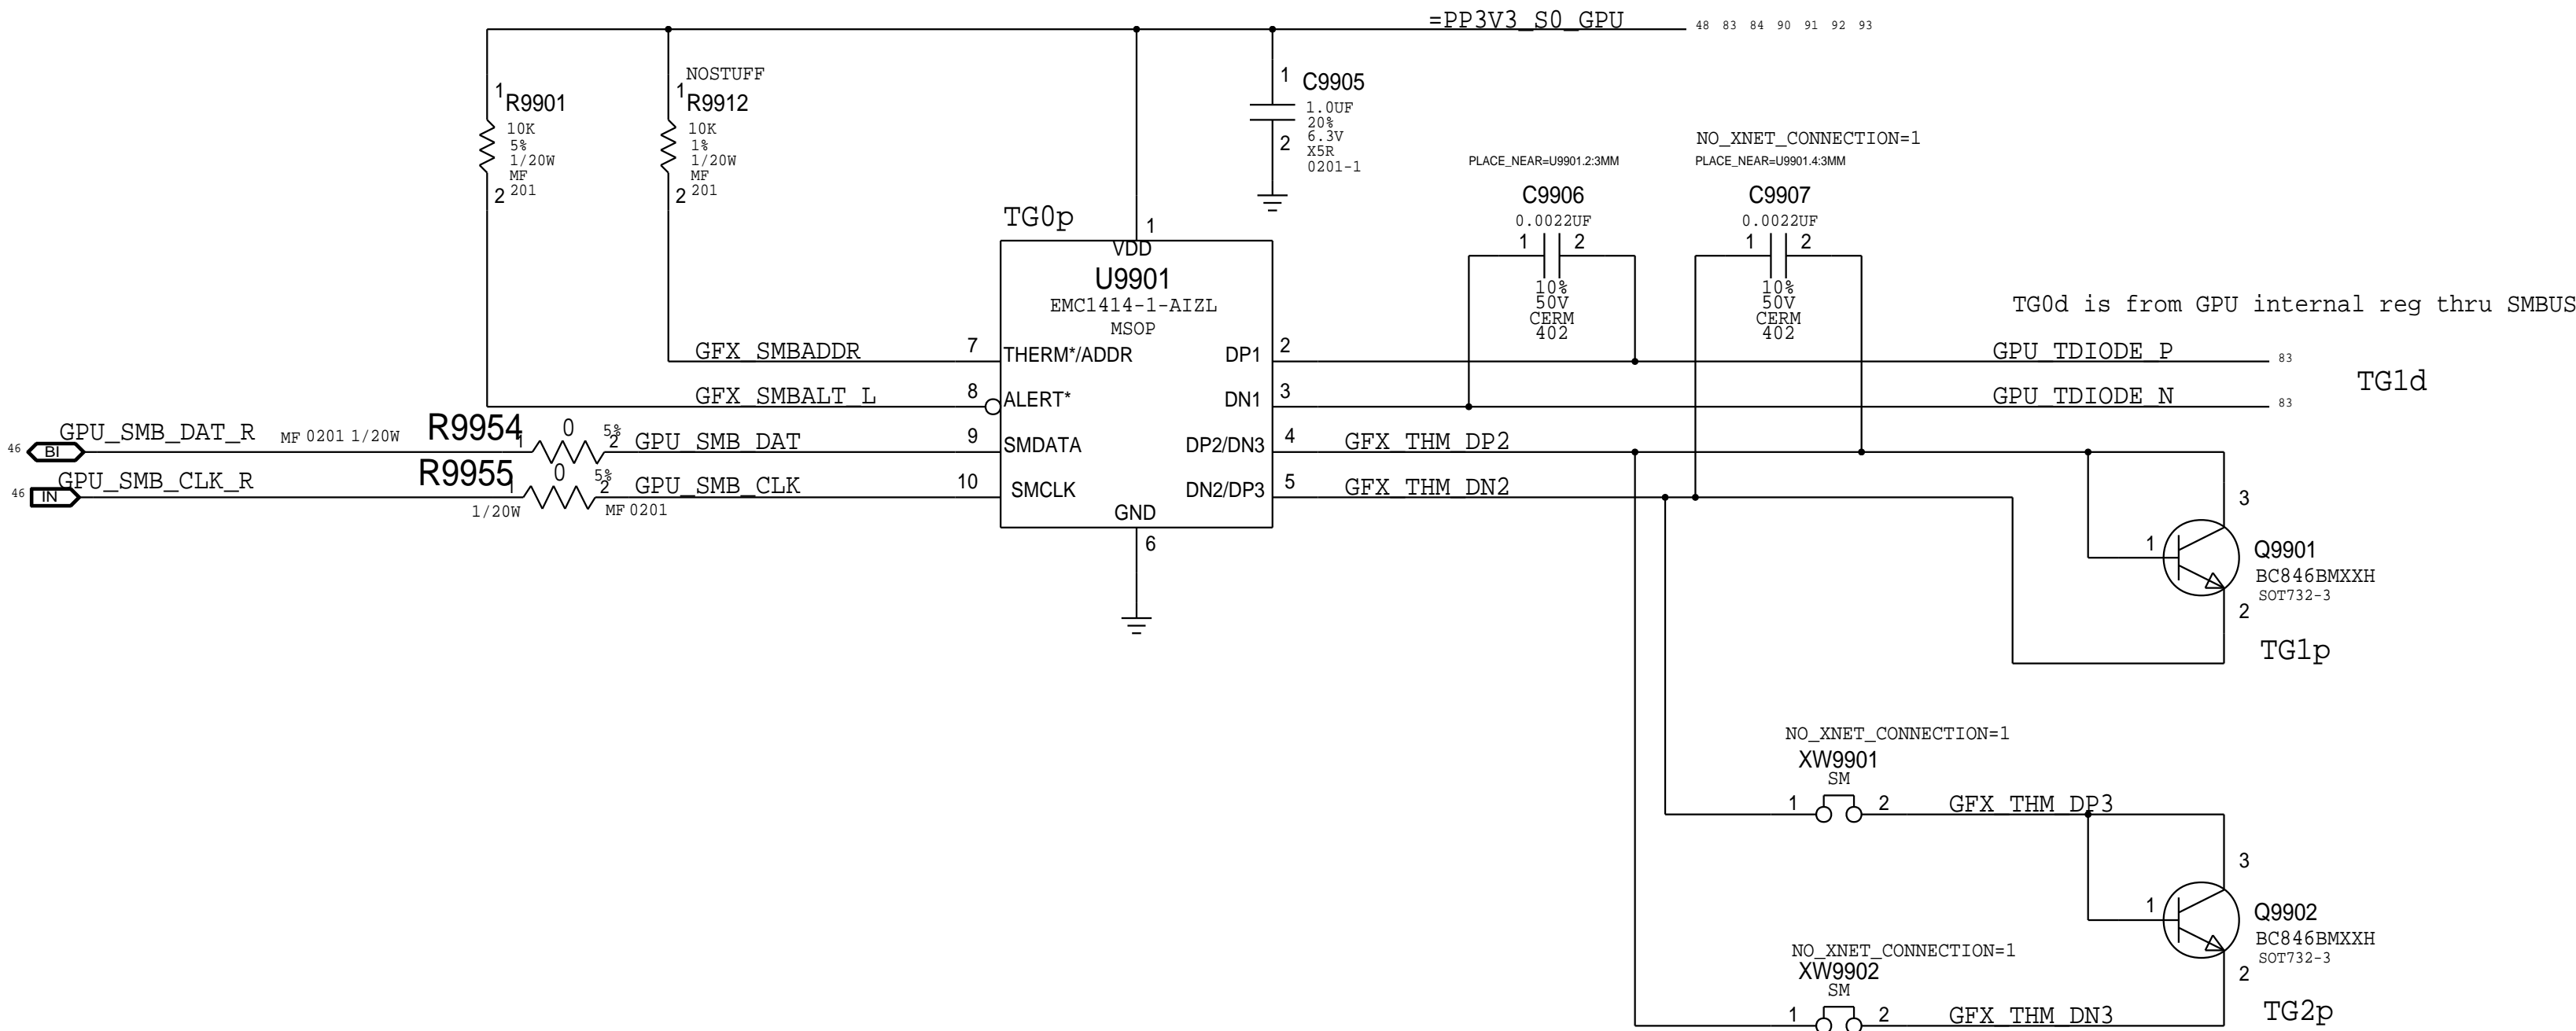 =PP3V3_S0_GPU
48 83 84 90 91 92 93
1
R9901
10K
5%
1/20W
MF
201
2
NOSTUFF
1
R9912
10K
1%
1/20W
MF
201
2
1
C9905
1.0UF
20%
6.3V
X5R
0201-1
2
NO_XNET_CONNECTION=1
PLACE_NEAR=U9901.2:3MM
C9906
0.0022UF
1 2
10%
50V
CERM
402
PLACE_NEAR=U9901.4:3MM
C9907
0.0022UF
1 2
10%
50V
CERM
402
TG0p
1
VDD
U9901
EMC1414-1-AIZL
MSOP
TG0d is from GPU internal reg thru SMBUS
GFX_SMBADDR
7
THERM*/ADDR
DP1
2
GPU_TDIODE_P
83
TG1d
GFX_SMBALT_L
8
ALERT*
DN1
3
GPU_TDIODE_N
83
46
BI
GPU_SMB_DAT_R
MF 0201 1/20W
R9954
1
0
5%
2
GPU_SMB_DAT
9
SMDATA
DP2/DN3
4
GFX_THM_DP2
46
IN
GPU_SMB_CLK_R
R9955
1
0
5%
2
1/20W
MF 0201
GPU_SMB_CLK
10
SMCLK
DN2/DP3
5
GFX_THM_DN2
GND
6
3
1
Q9901
BC846BMXXH
SOT732-3
2
TG1p
NO_XNET_CONNECTION=1
XW9901
SM
1 2
GFX_THM_DP3
3
1
Q9902
BC846BMXXH
SOT732-3
2
TG2p
NO_XNET_CONNECTION=1
XW9902
SM
1 2
GFX_THM_DN3